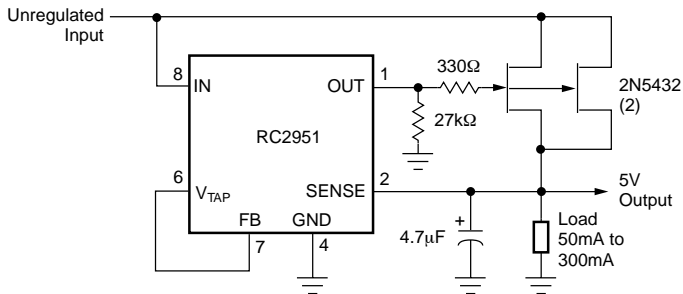 Unregulated
Input
8
IN
OUT
1
330Ω
27kΩ
2N5432
(2)
RC2951
6
VTAP
SENSE
2
FB
GND
7
4
4.7µF
+
5V
Output
Load
50mA to
300mA